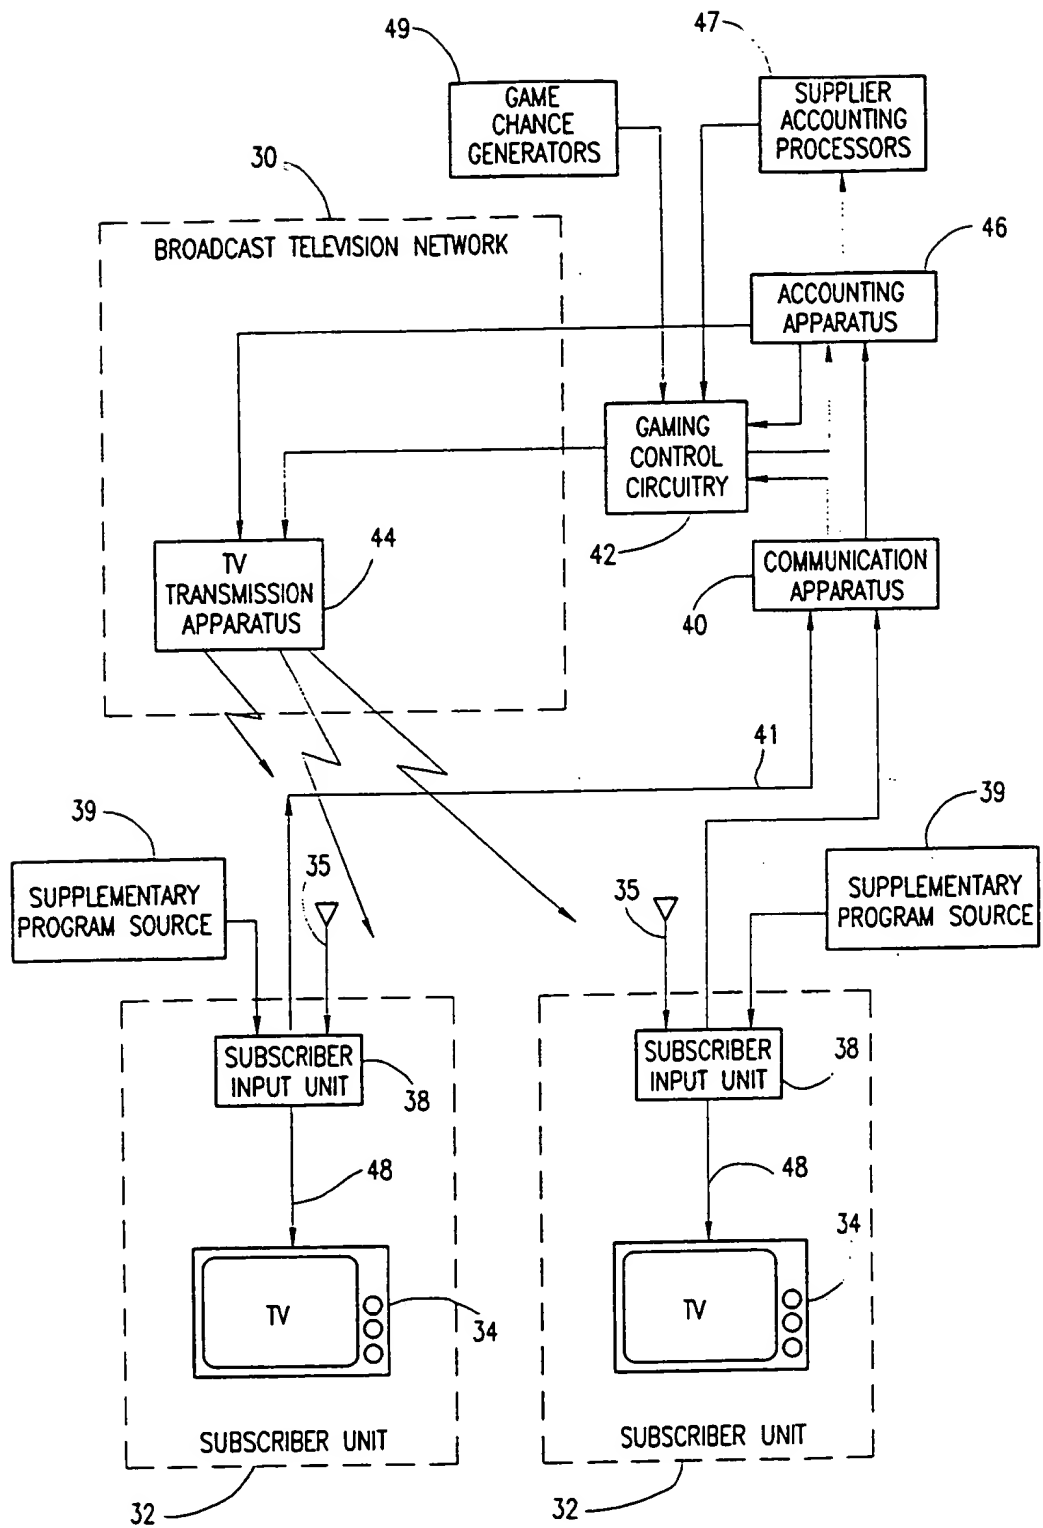 49
47
GAME
CHANCE
GENERATORS
SUPPLIER
ACCOUNTING
PROCESSORS
30
BROADCAST TELEVISION NETWORK
46
ACCOUNTING
APPARATUS
GAMING
CONTROL
CIRCUITRY
42
44
TV
TRANSMISSION
APPARATUS
COMMUNICATION
APPARATUS
40
41
39
SUPPLEMENTARY
PROGRAM SOURCE
35
35
39
SUPPLEMENTARY
PROGRAM SOURCE
SUBSCRIBER
INPUT UNIT
38
SUBSCRIBER
INPUT UNIT
38
48
48
TV
34
TV
34
SUBSCRIBER UNIT
SUBSCRIBER UNIT
32
32